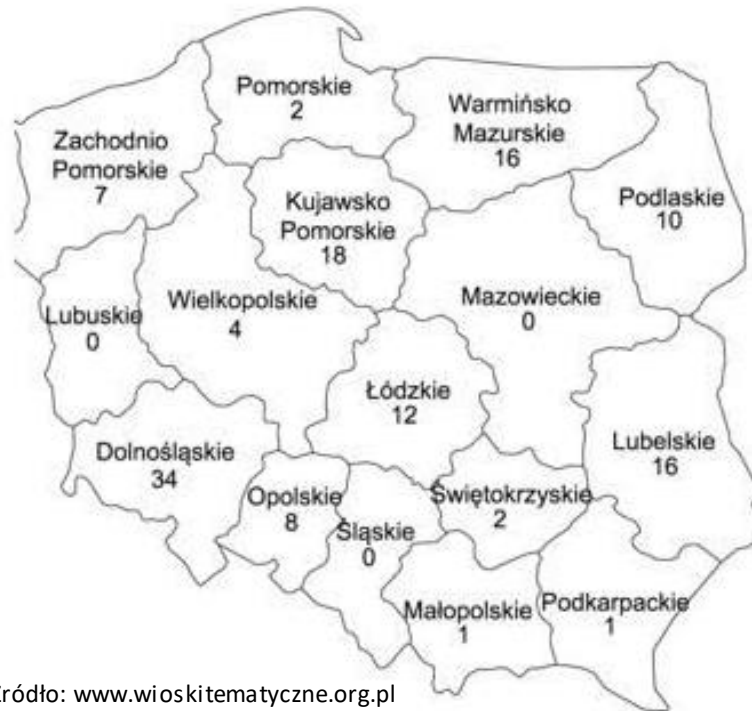 Pomorskie
2
Warmińsko
Mazurskie
16
Zachodnio
Pomorskie
7
Podlaskie
10
Kujawsko
Pomorskie
18
Lubuskie
0
Wielkopolskie
4
Mazowieckie
0
Łódzkie
12
Dolnośląskie
34
Lubelskie
16
Opolskie
8
Śląskie
0
Świętokrzyskie
2
Małopolskie
1
Podkarpackie
1
Źródło: www.wioskitematyczne.org.pl